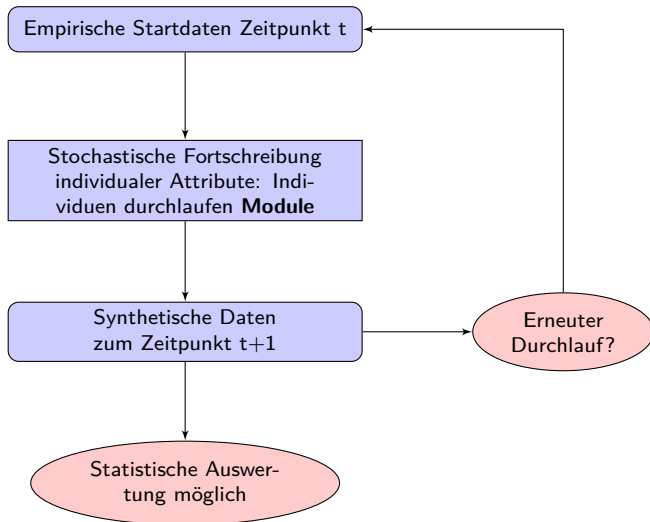 Empirische Startdaten Zeitpunkt t
Stochastische Fortschreibung
individualer Attribute: Indi-
viduen durchlaufen Module
Synthetische Daten
zum Zeitpunkt t+1
Erneuter
Durchlauf?
Statistische Auswer-
tung möglich